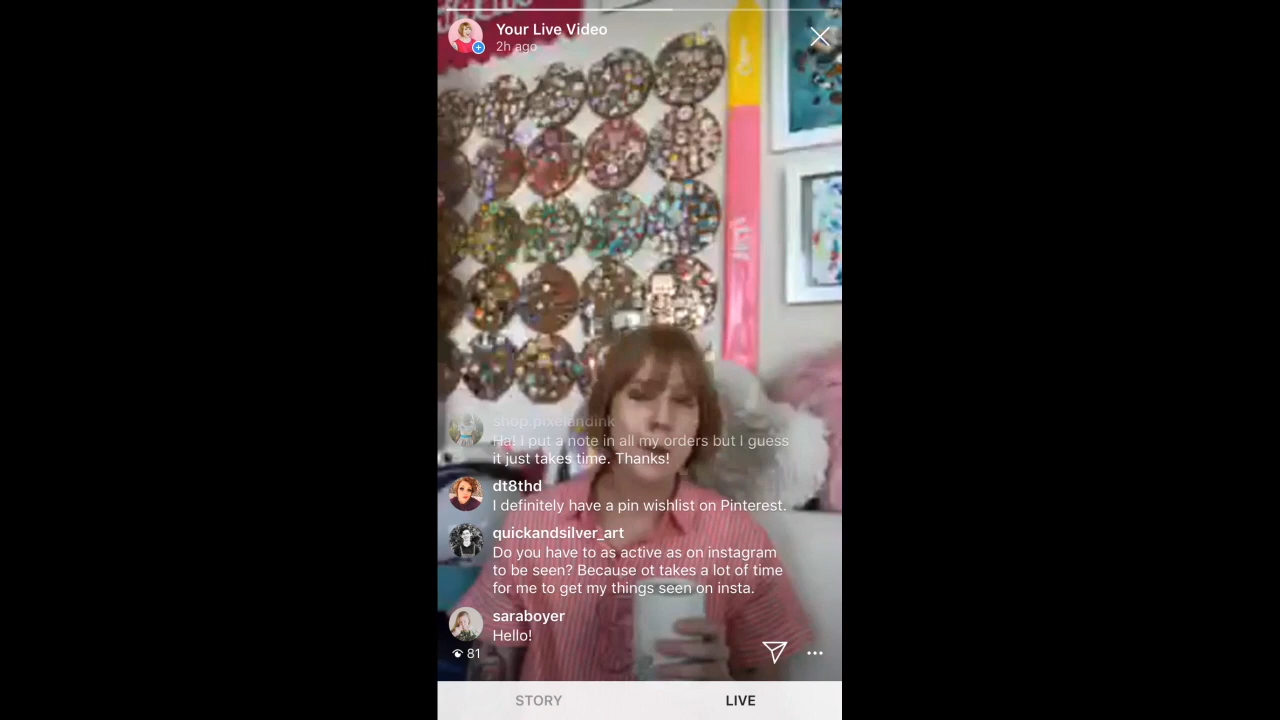 Your Live Video
2h ago
shop.pixelandink
Ha! I put a note in all my orders but I guess
it just takes time. Thanks!
dt8thd
I definitely have a pin wishlist on Pinterest.
quickandsilver_art
Do you have to as active as on instagram
to be seen? Because ot takes a lot of time
for me to get my things seen on insta.
saraboyer
Hello!
81
STORY
LIVE